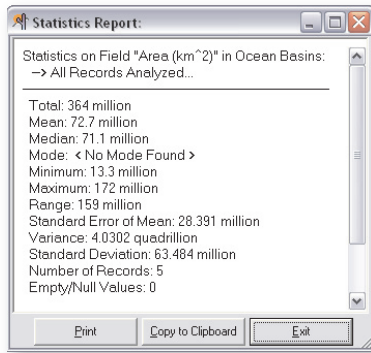 Statistics Report:
Statistics on Field "Area (km^2)" in Ocean Basins:
--> All Records Analyzed...
Total: 364 million
Mean: 72.7 million
Median: 71.1 million
Mode: < No Mode Found >
Minimum: 13.3 million
Maximum: 172 million
Range: 159 million
Standard Error of Mean: 28.391 million
Variance: 4.0302 quadrillion
Standard Deviation: 63.484 million
Number of Records: 5
Empty/Null Values: 0
Print Copy to Clipboard Exit